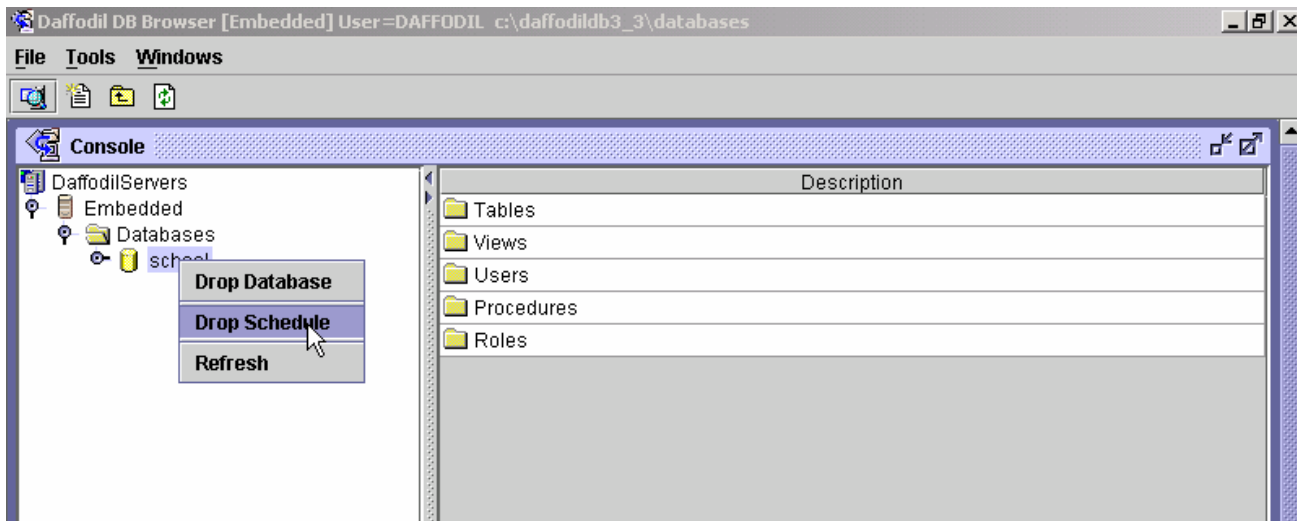 Daffodil DB Browser [Embedded] User=DAFFODIL c:\daffodildb3_3\databases
File Tools Windows
Console
DaffodilServers
Embedded
Databases
school
Drop Database
Drop Schedule
Refresh
Description
Tables
Views
Users
Procedures
Roles